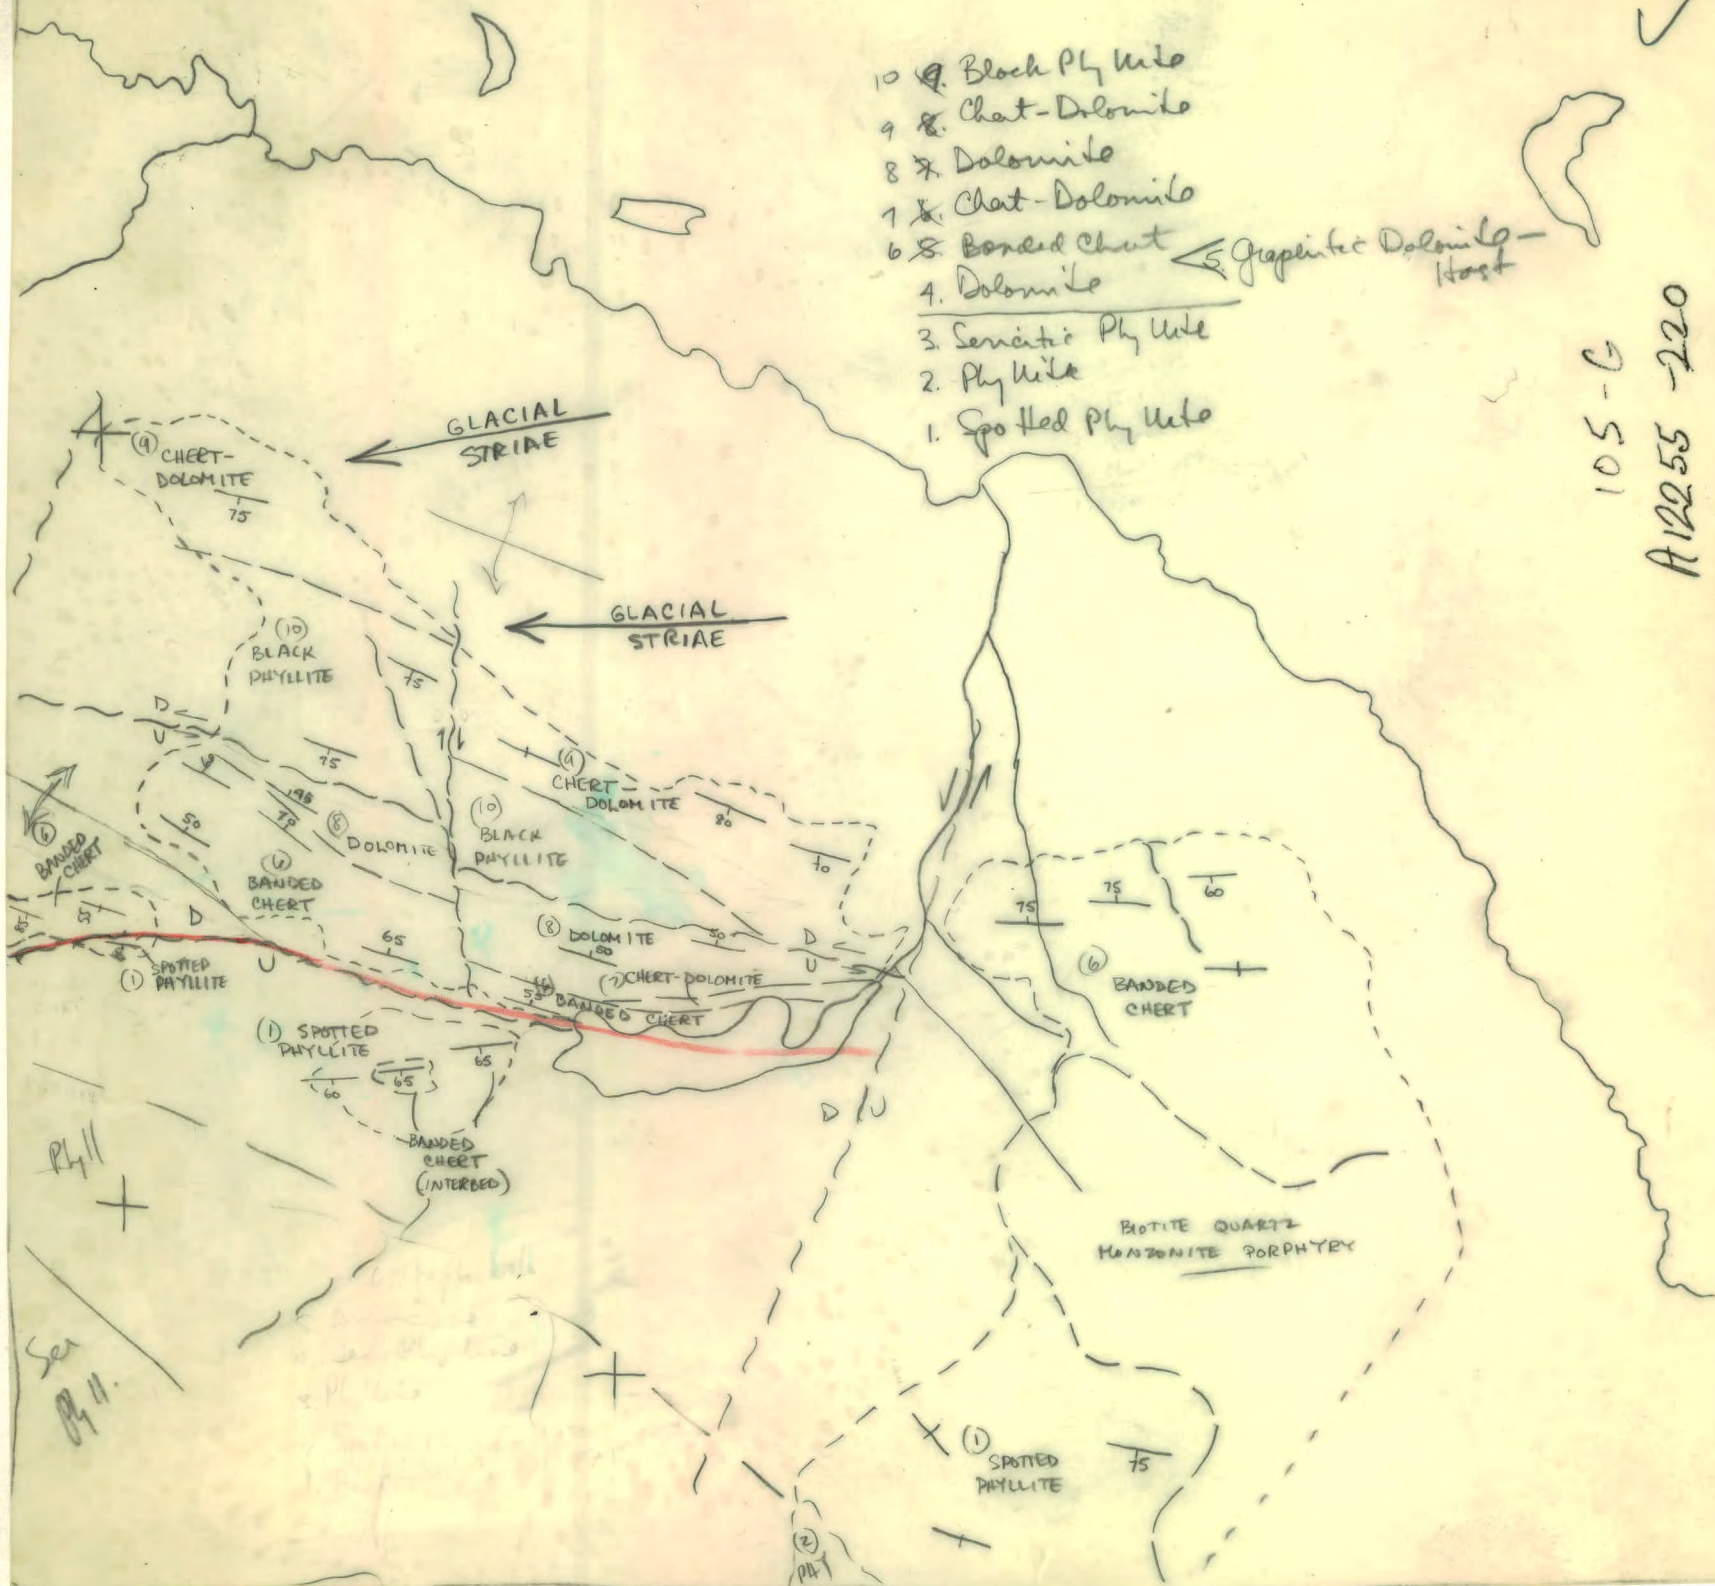 10 9. Black Phyllite
9 8. Chert-Dolomite
8 7. Dolomite
7 6. Chert-Dolomite
6 5. Banded Chert
5. Graphitic Dolomite-
Host
4. Dolomite
3. Sericitic Phyllite
2. Phyllite
1. Spotted Phyllite
105-G
A12255-220
GLACIAL
STRIAE
(9) CHERT-
DOLOMITE
75
GLACIAL
STRIAE
(10)
BLACK
PHYLLITE
75
D
U
75
(9)
CHERT
DOLOMITE
80
70
(10)
BLACK
PHYLLITE
50
70
(8)
DOLOMITE
(6)
BANDED
CHERT
(6)
BANDED
CHERT
85
55
D
U
65
(1) SPOTTED
PHYLLITE
(8) DOLOMITE
50
50
D
U
(7) CHERT-DOLOMITE
55
(6)
BANDED CHERT
75
75
60
(6)
BANDED
CHERT
(1) SPOTTED
PHYLLITE
65
65
60
BANDED
CHERT
(INTERBED)
D U
Phyll
Ser
Phyll.
BIOTITE QUARTZ
MONZONITE PORPHYRY
(1)
SPOTTED
PHYLLITE
75
(2)
PHY